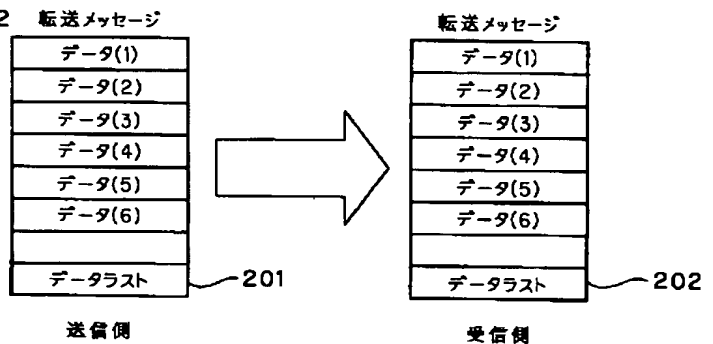 2 転送メッセージ
データ(1)
データ(2)
データ(3)
データ(4)
データ(5)
データ(6)
データラスト
201
送信側
転送メッセージ
データ(1)
データ(2)
データ(3)
データ(4)
データ(5)
データ(6)
データラスト
202
受信側